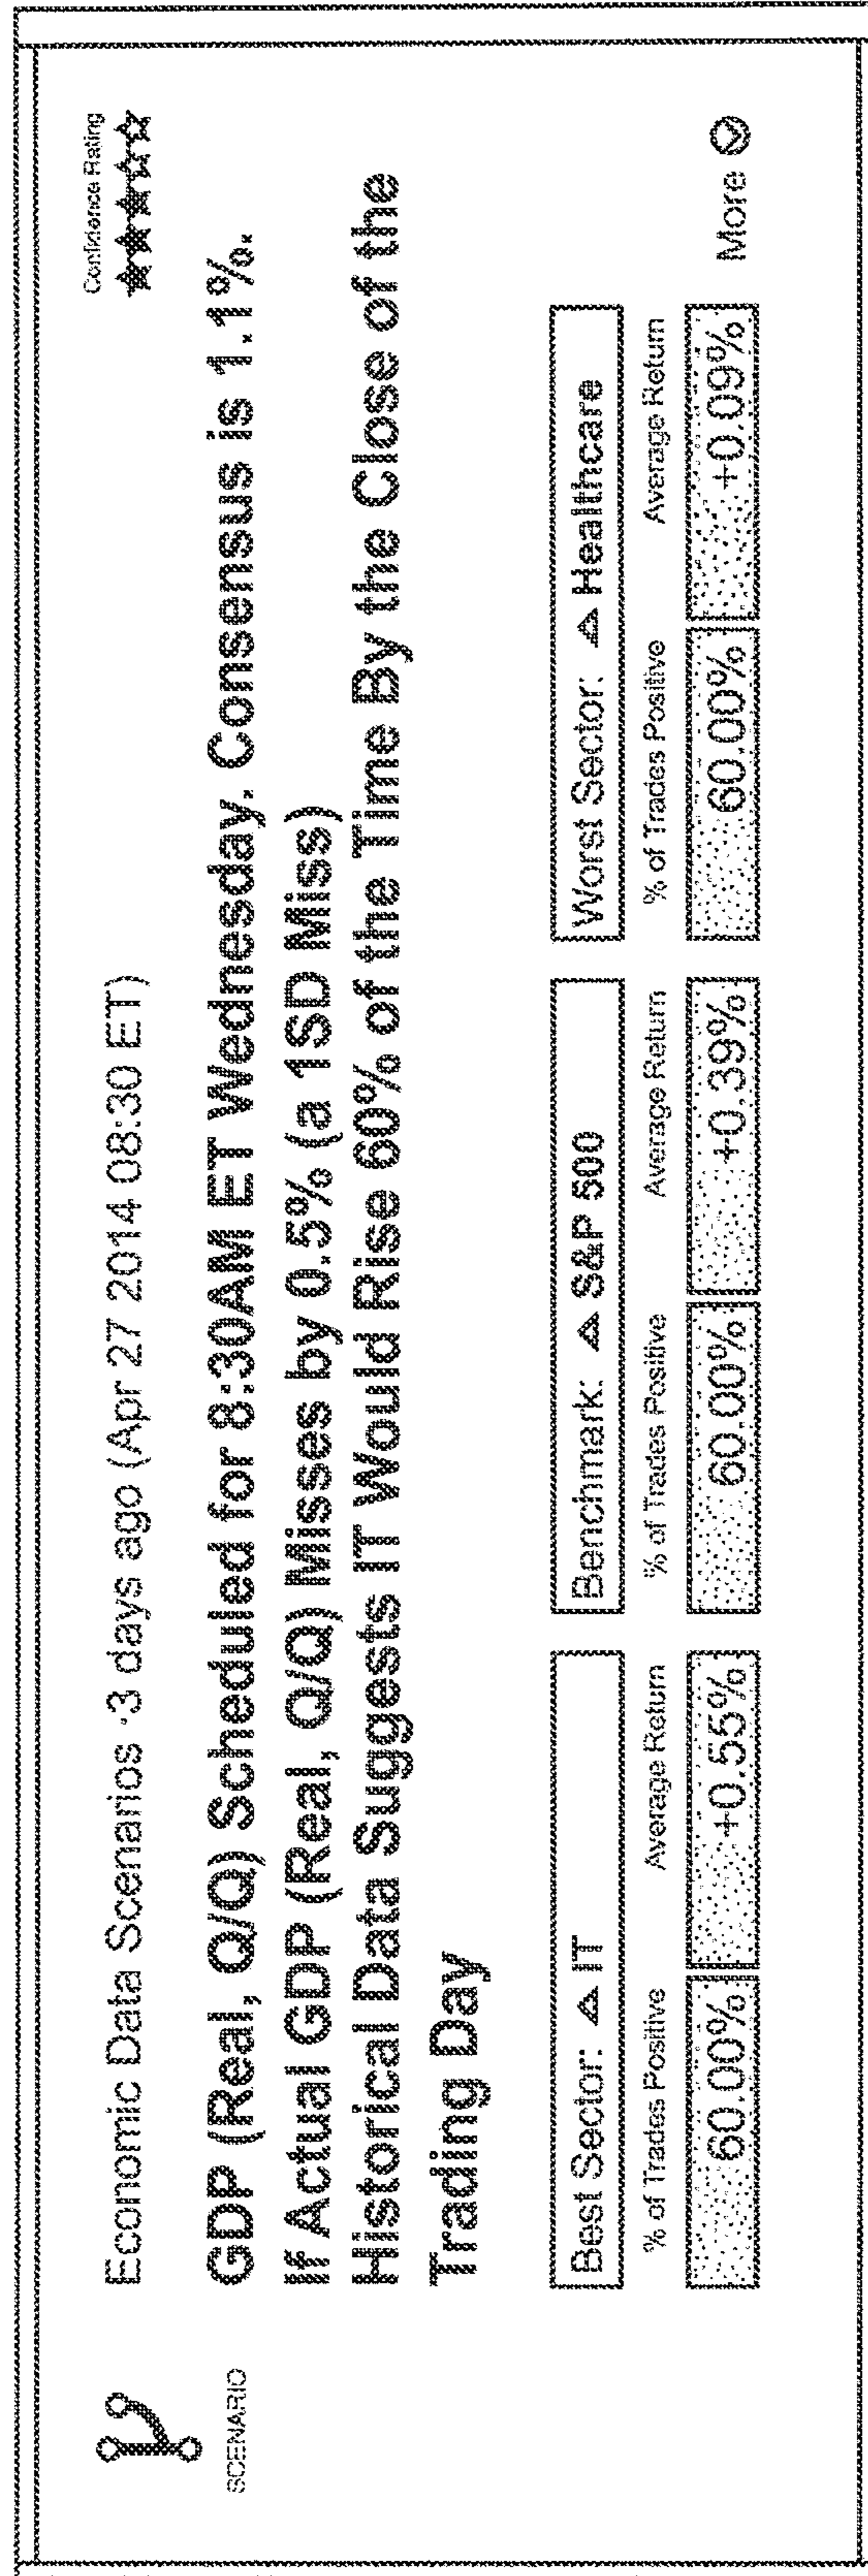 Economic Data Scenarios ·3 days ago (Apr 27 2014 08:30 ET)
Confidence Rating
SCENARIO
GDP (Real, Q/Q) Scheduled for 8:30AM ET Wednesday. Consensus is 1.1%.
If Actual GDP (Real, Q/Q) Misses by 0.5% (a 1SD Miss)
Historical Data Suggests IT Would Rise 60% of the Time By the Close of the
Trading Day
Best Sector: IT
% of Trades Positive Average Return
60.00% +0.55%
Benchmark: S&P 500
% of Trades Positive Average Return
60.00% +0.39%
Worst Sector: Healthcare
% of Trades Positive Average Return
60.00% +0.09%
More